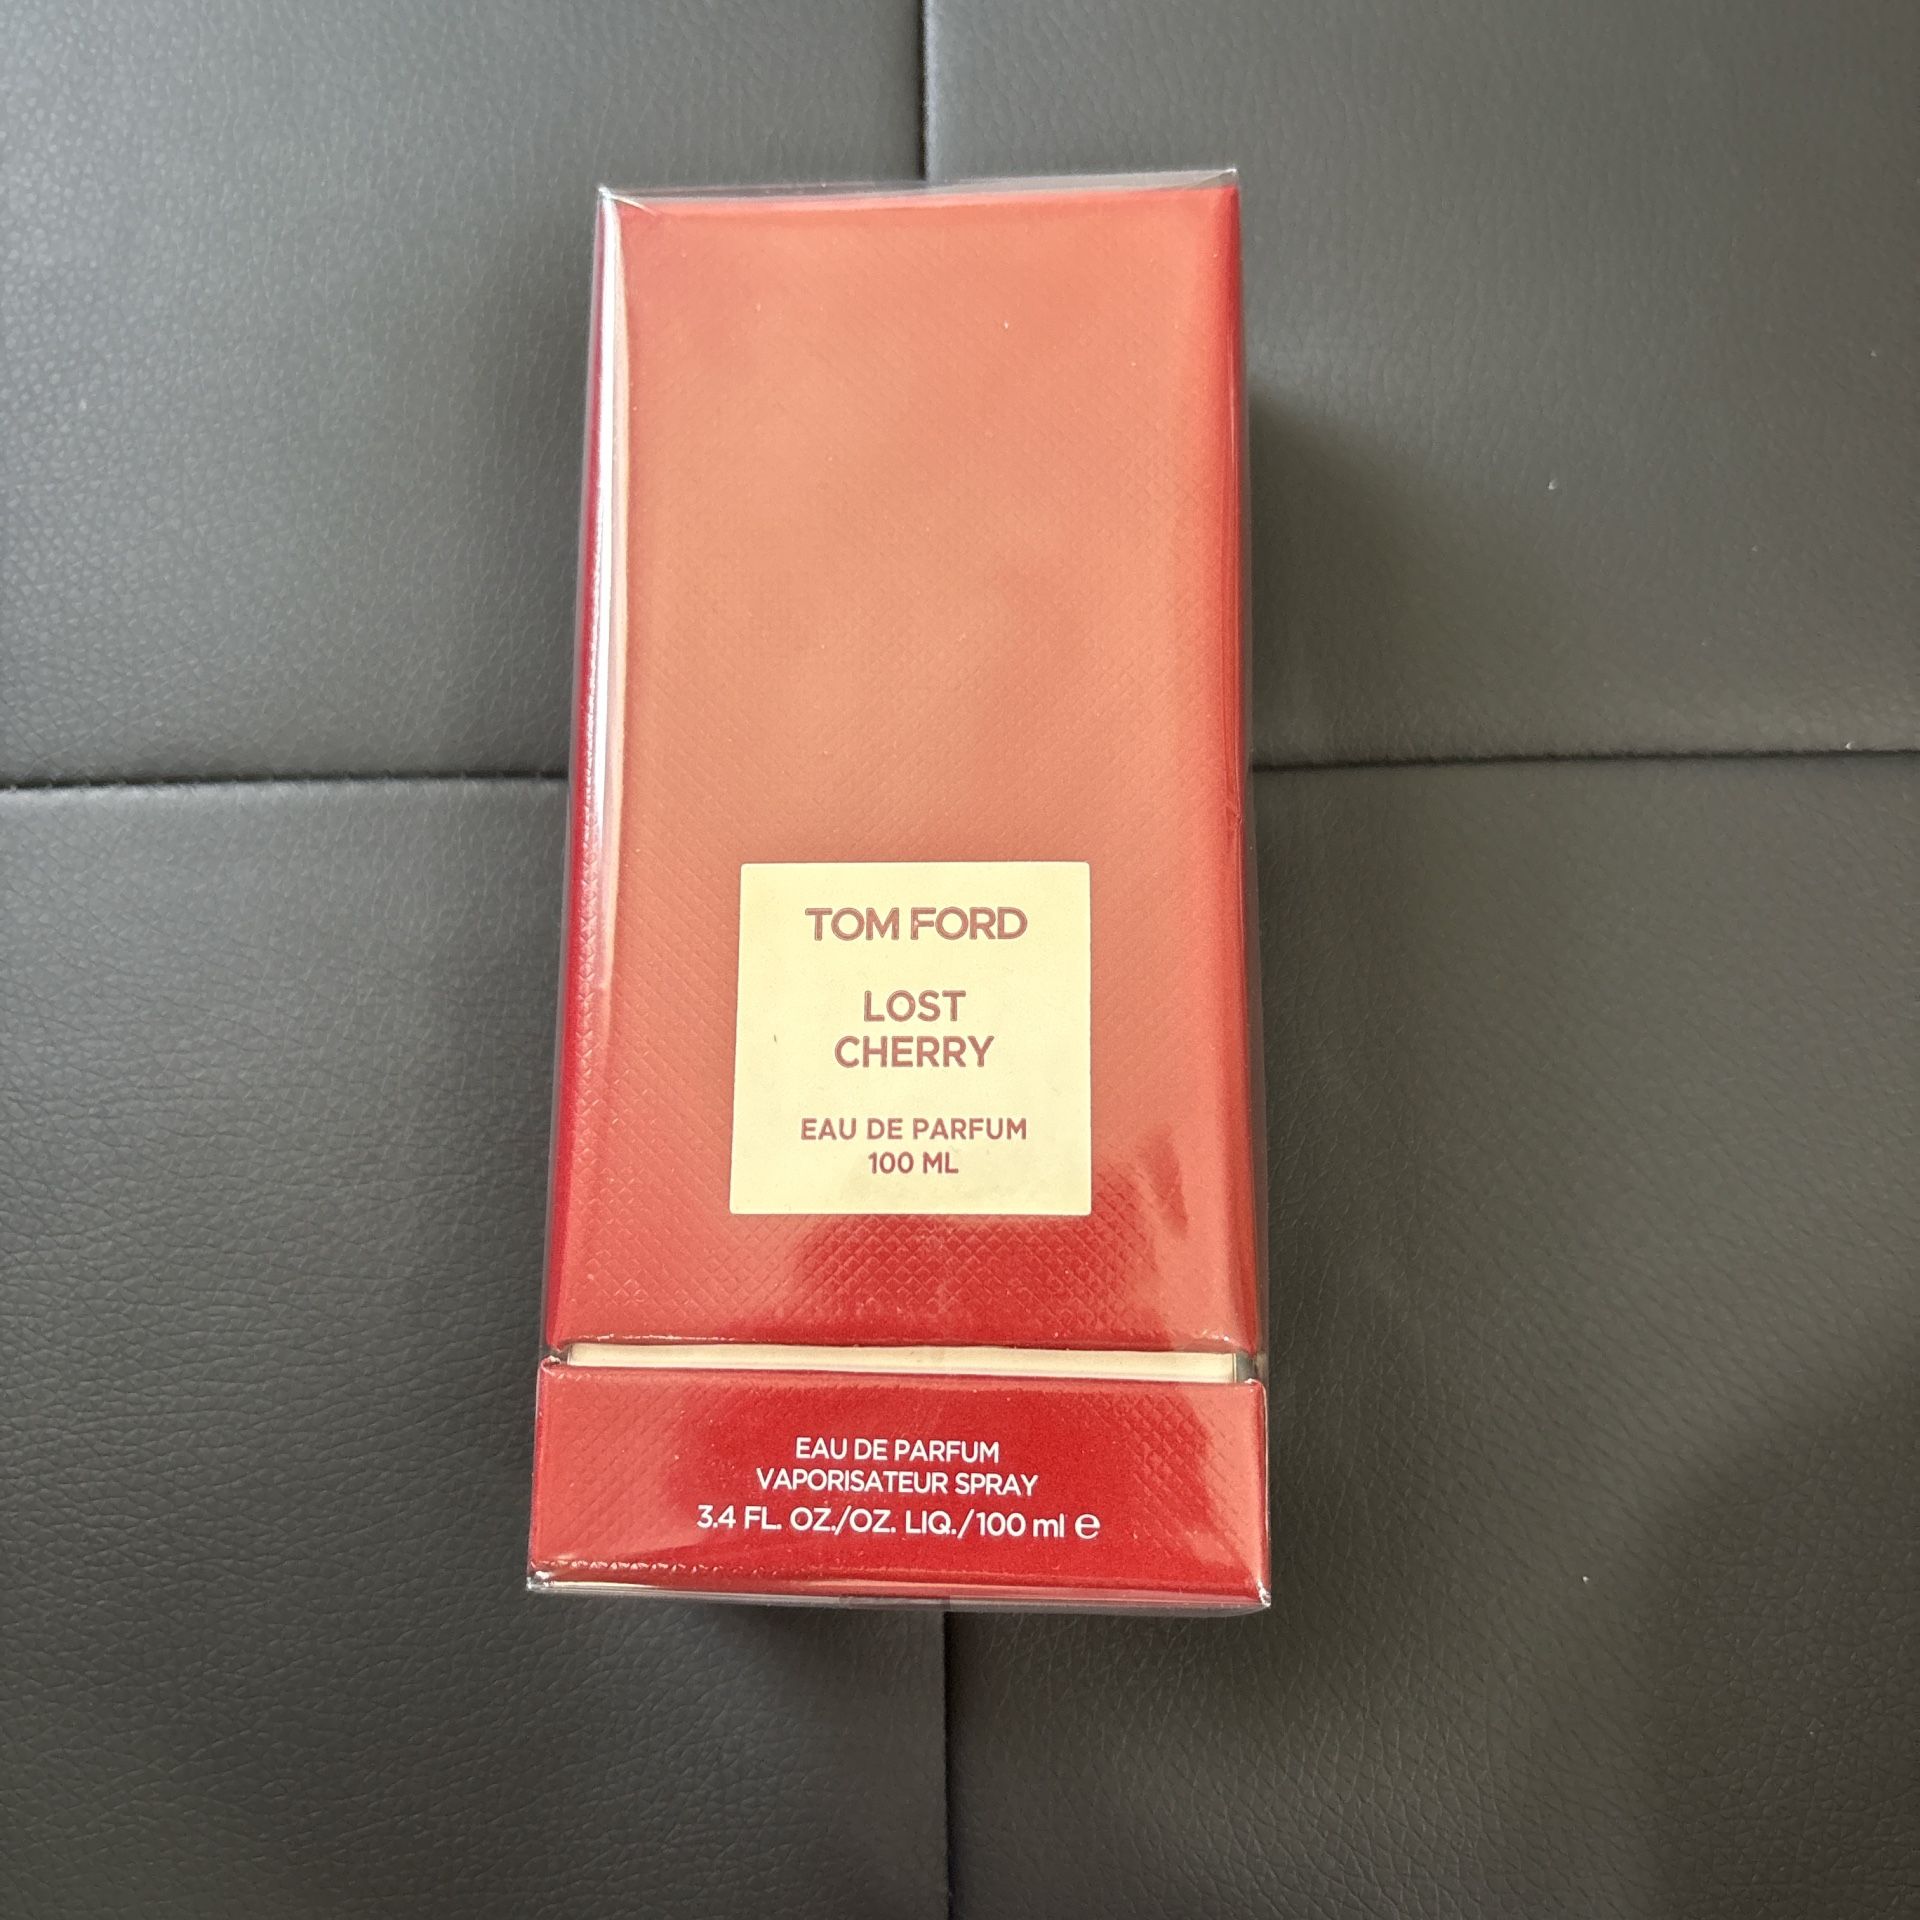 TOM FORD
LOST
CHERRY
EAU DE PARFUM
100 ML
EAU DE PARFUM
VAPORISATEUR SPRAY
3.4 FL. OZ./OZ. LIQ./100 ml ℮